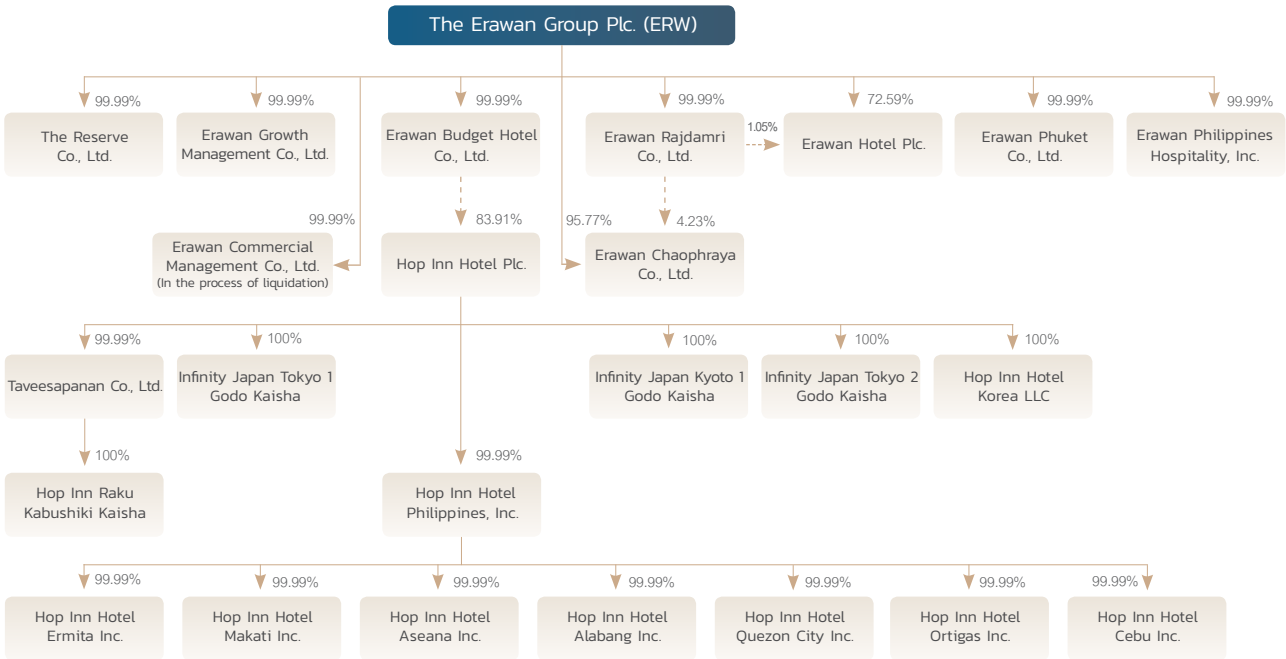 The Erawan Group Plc. (ERW)
99.99%
99.99%
99.99%
99.99%
72.59%
99.99%
99.99%
The Reserve
Co., Ltd.
Erawan Growth
Management Co., Ltd.
Erawan Budget Hotel
Co., Ltd.
Erawan Rajdamri
Co., Ltd.
1.05%
Erawan Hotel Plc.
Erawan Phuket
Co., Ltd.
Erawan Philippines
Hospitality, Inc.
99.99%
83.91%
95.77%
4.23%
Erawan Commercial
Management Co., Ltd.
(In the process of liquidation)
Hop Inn Hotel Plc.
Erawan Chaophraya
Co., Ltd.
99.99%
100%
100%
100%
100%
Taveesapanan Co., Ltd.
Infinity Japan Tokyo 1
Godo Kaisha
Infinity Japan Kyoto 1
Godo Kaisha
Infinity Japan Tokyo 2
Godo Kaisha
Hop Inn Hotel
Korea LLC
100%
99.99%
Hop Inn Raku
Kabushiki Kaisha
Hop Inn Hotel
Philippines, Inc.
99.99%
99.99%
99.99%
99.99%
99.99%
99.99%
99.99%
Hop Inn Hotel
Ermita Inc.
Hop Inn Hotel
Makati Inc.
Hop Inn Hotel
Aseana Inc.
Hop Inn Hotel
Alabang Inc.
Hop Inn Hotel
Quezon City Inc.
Hop Inn Hotel
Ortigas Inc.
Hop Inn Hotel
Cebu Inc.